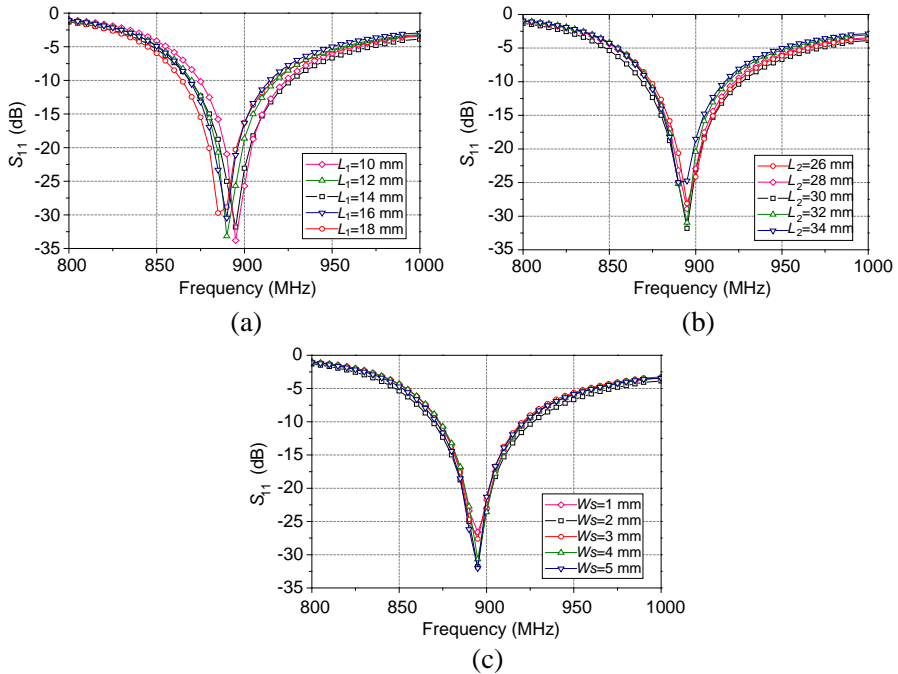 0
-5
-10
-15
-20
-25
-30
-35
S11 (dB)
800 850 900 950 1000
Frequency (MHz)
L1=10 mm
L1=12 mm
L1=14 mm
L1=16 mm
L1=18 mm
(a)
0
-5
-10
-15
-20
-25
-30
-35
S11 (dB)
800 850 900 950 1000
Frequency (MHz)
L2=26 mm
L2=28 mm
L2=30 mm
L2=32 mm
L2=34 mm
(b)
0
-5
-10
-15
-20
-25
-30
-35
S11 (dB)
800 850 900 950 1000
Frequency (MHz)
Ws=1 mm
Ws=2 mm
Ws=3 mm
Ws=4 mm
Ws=5 mm
(c)